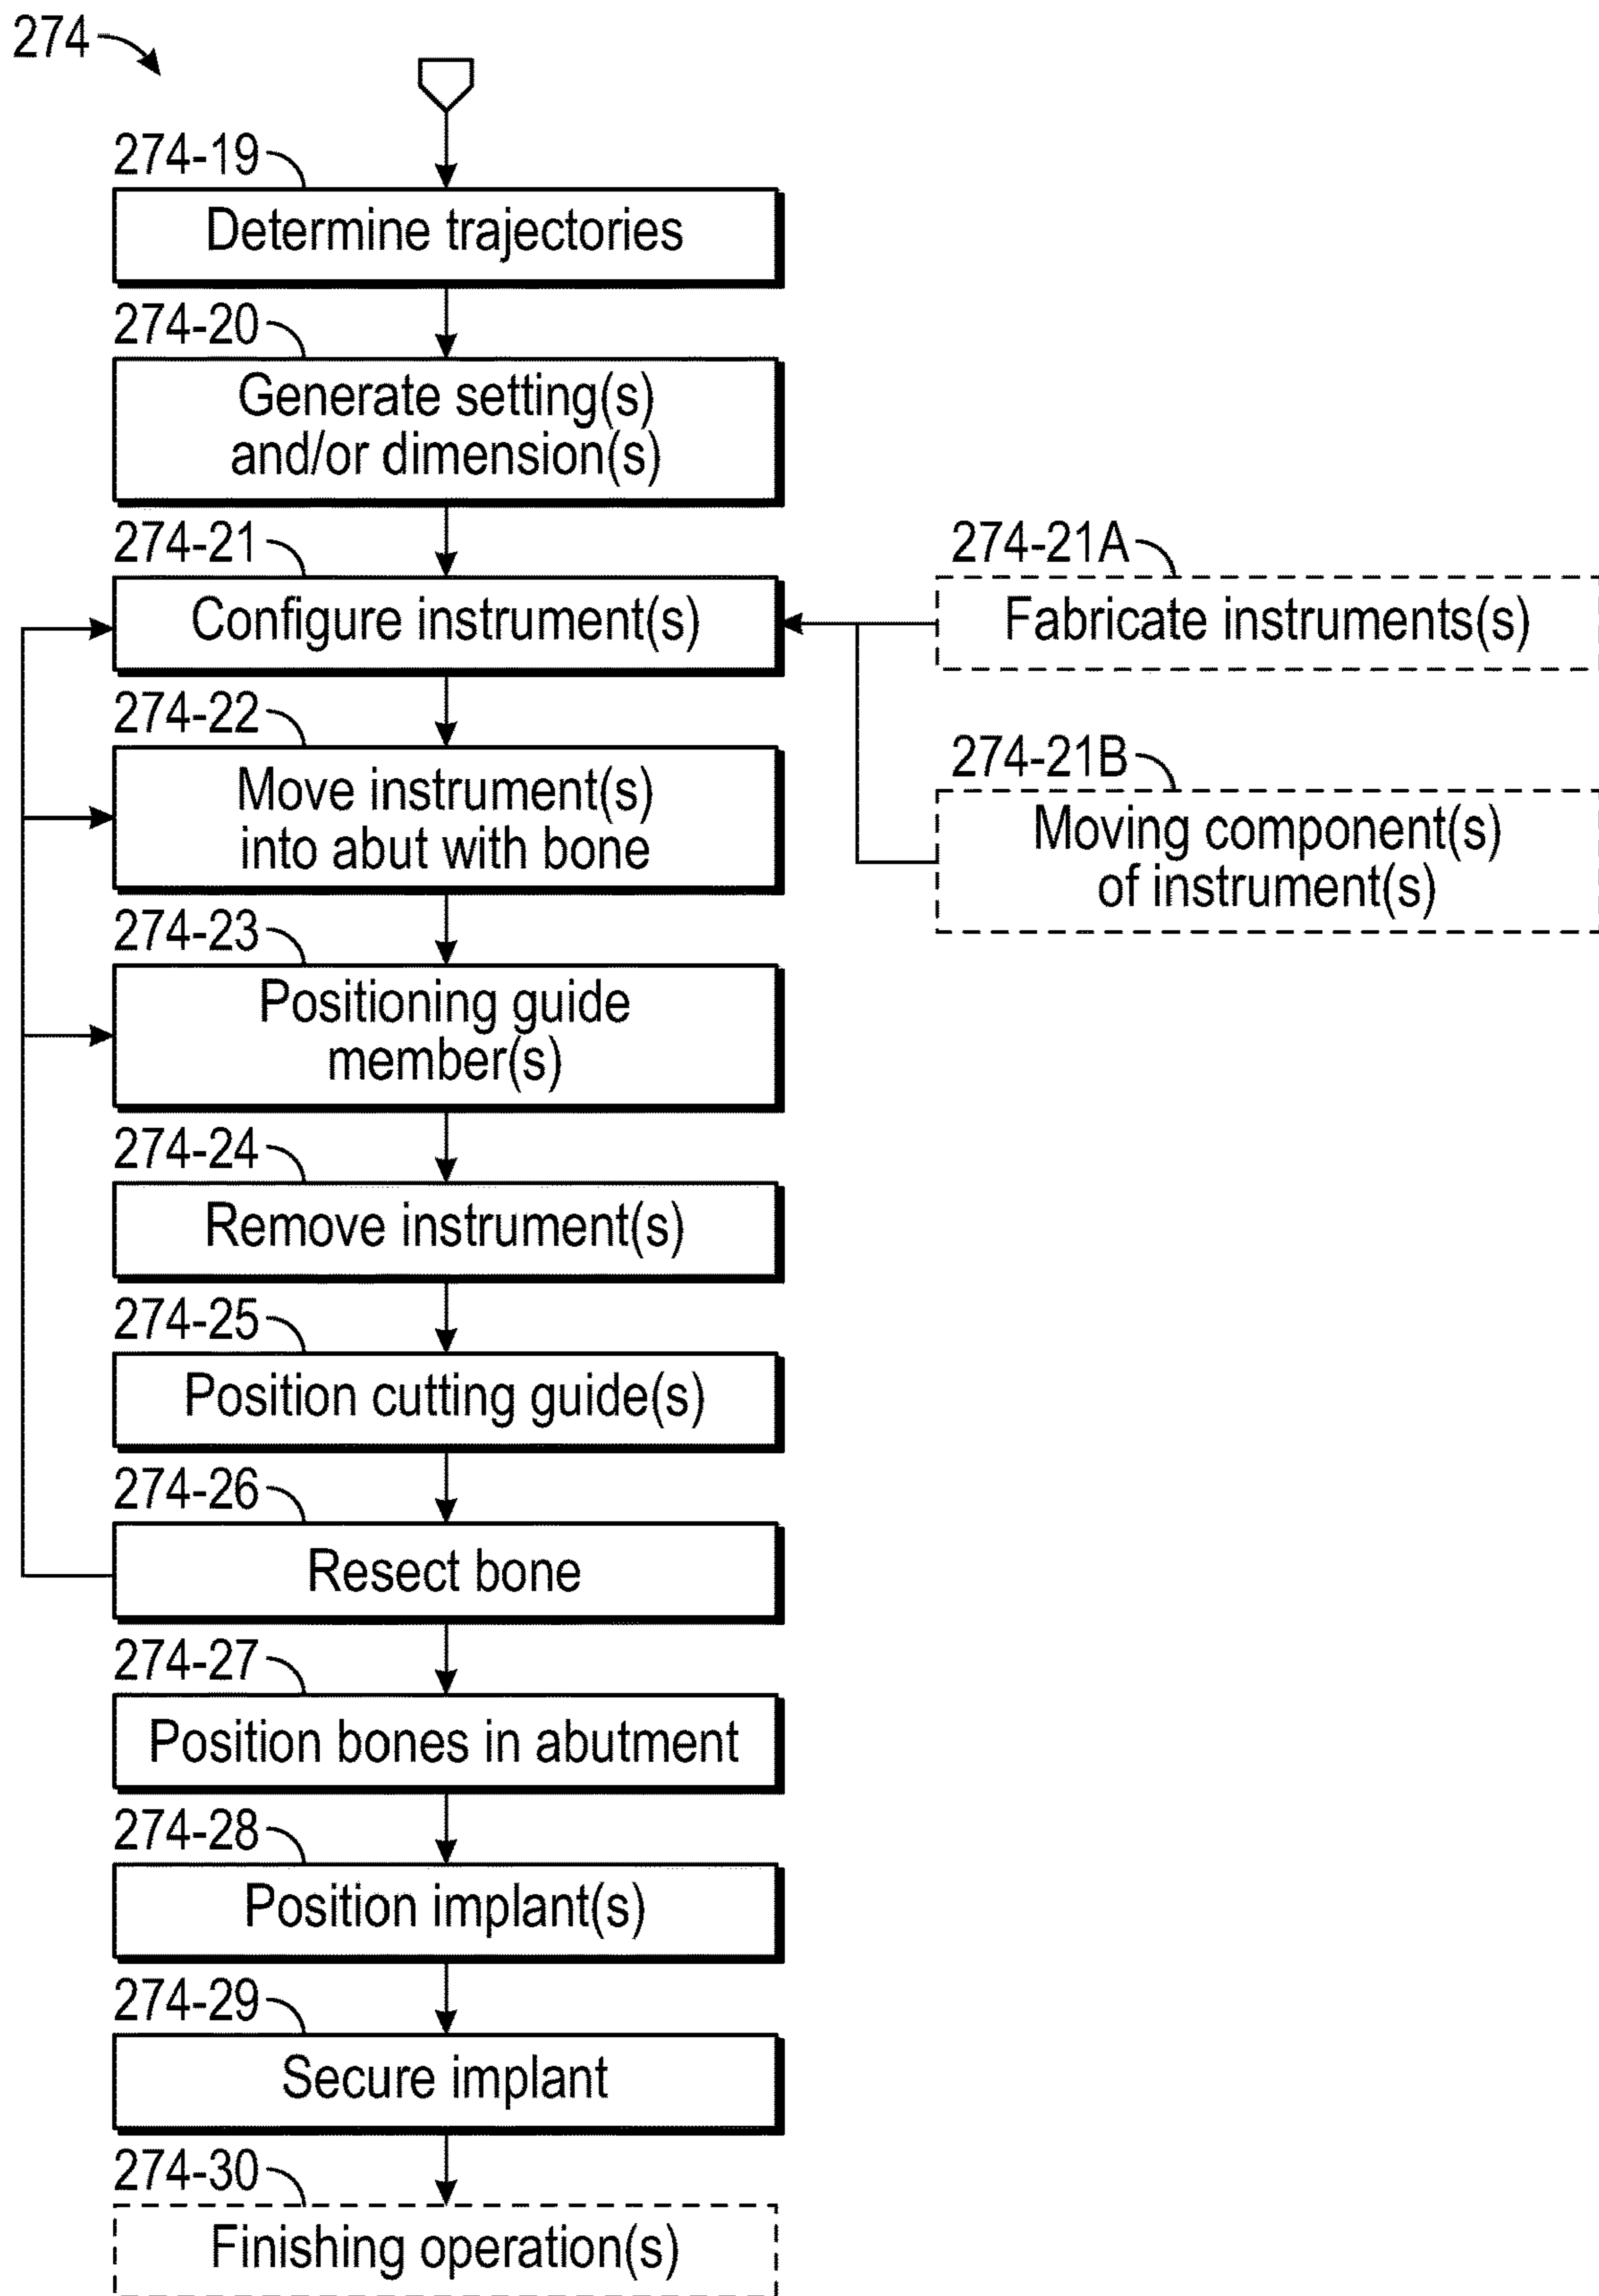 274
274-19
Determine trajectories
274-20
Generate setting(s)
and/or dimension(s)
274-21
Configure instrument(s)
274-21A
Fabricate instruments(s)
274-22
Move instrument(s)
into abut with bone
274-21B
Moving component(s)
of instrument(s)
274-23
Positioning guide
member(s)
274-24
Remove instrument(s)
274-25
Position cutting guide(s)
274-26
Resect bone
274-27
Position bones in abutment
274-28
Position implant(s)
274-29
Secure implant
274-30
Finishing operation(s)